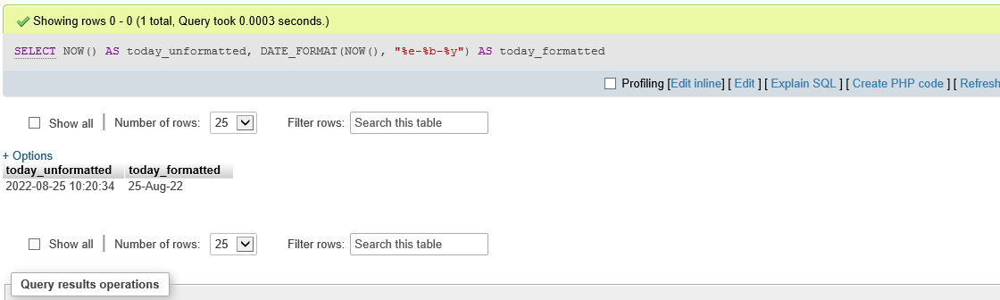 Showing rows 0 - 0 (1 total, Query took 0.0003 seconds.)
SELECT NOW() AS today_unformatted, DATE_FORMAT(NOW(), "%e-%b-%y") AS today_formatted
Profiling [Edit inline] [ Edit ] [ Explain SQL ] [ Create PHP code ] [ Refresh
Show all | Number of rows: 25 Filter rows: Search this table
+ Options
today_unformatted today_formatted
2022-08-25 10:20:34 25-Aug-22
Show all | Number of rows: 25 Filter rows: Search this table
Query results operations